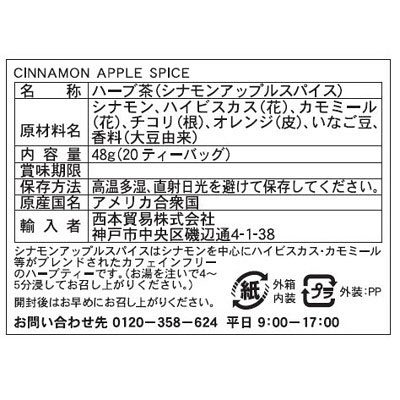 CINNAMON APPLE SPICE
名 称 ハーブ茶(シナモンアップルスパイス)
原材料名 シナモン、ハイビスカス(花)、カモミール
(花)、チコリ(根)、オレンジ(皮)、いなご豆、
香料(大豆由来)
内 容 量 48g(20ティーバッグ)
賞味期限
保存方法 高温多湿、直射日光を避けて保存してください。
原産国名 アメリカ合衆国
輸 入 者 西本貿易株式会社
神戸市中央区磯辺通4-1-38
シナモンアップルスパイスはシナモンを中心にハイビスカス・カモミール
等がブレンドされたカフェインフリー
のハーブティーです。(お湯を注いで4~
5分浸してお召し上がりください。)
開封後はお早めにお召し上がりください。
紙 外箱
内装
プラ 外装:PP
お問い合わせ先 0120-358-624 平日 9:00-17:00